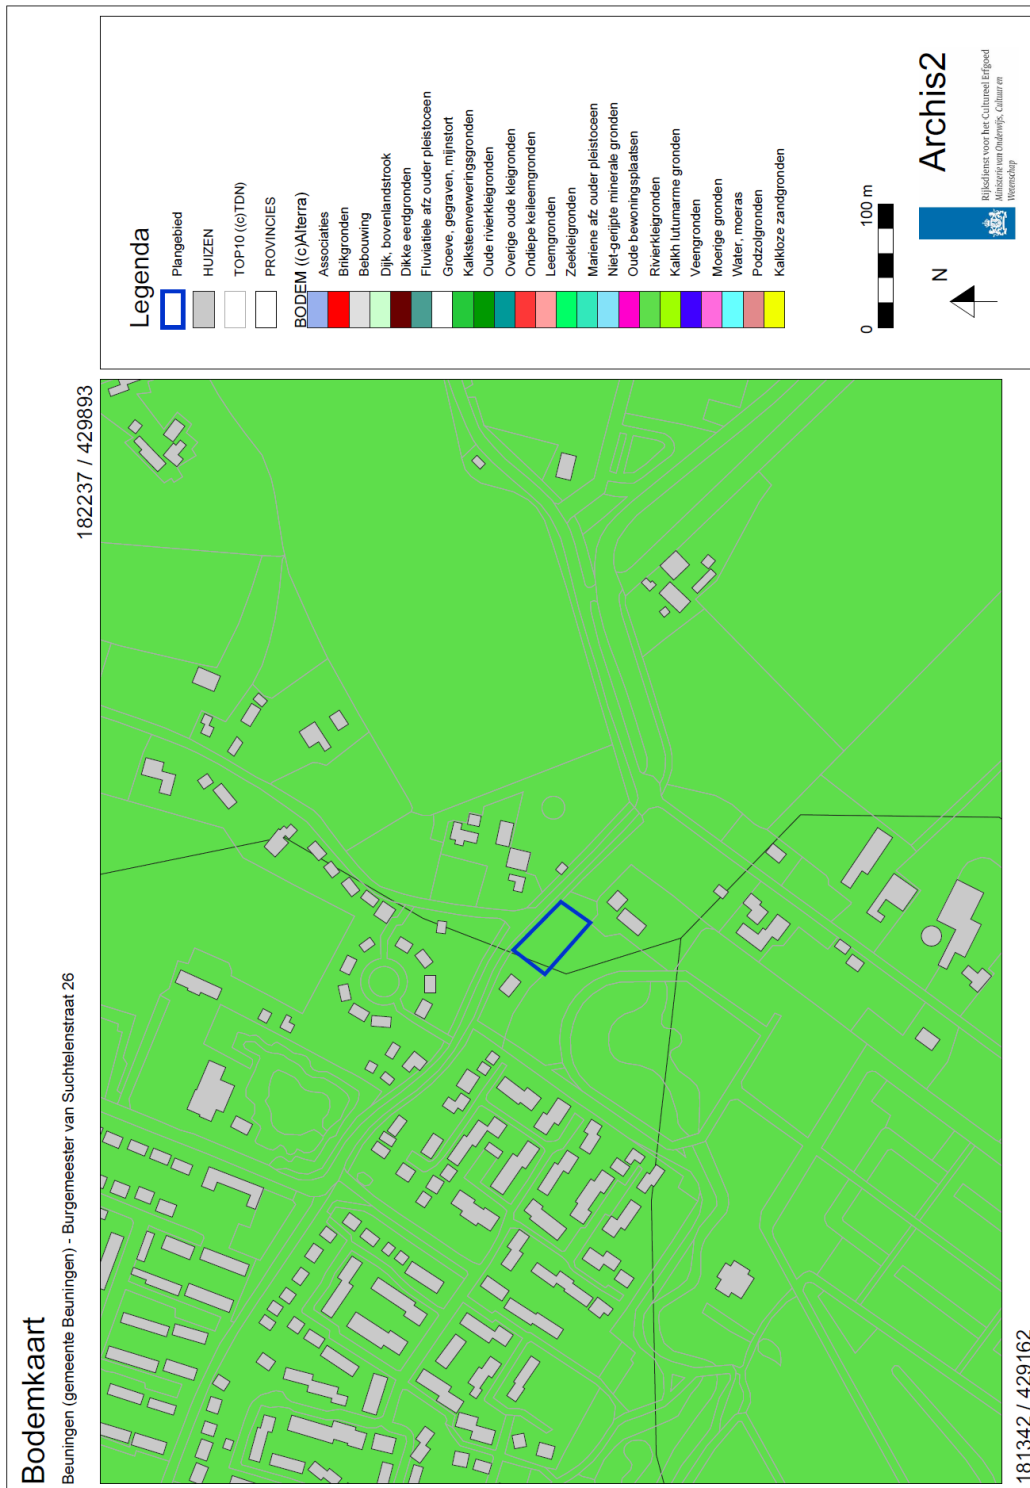 Bodemkaart
Beuningen (gemeente Beuningen) - Burgemeester van Suchtelenstraat 26
182237 / 429893
181342 / 429162
Legenda
Plangebied
HUIZEN
TOP10 ((c)TDN)
PROVINCIES
BODEM ((c)Alterra)
Associaties
Brikgronden
Bebouwing
Dijk, bovenlandstrook
Dikke eerdgronden
Fluviatiele afz ouder pleistoceen
Groeve, gegraven, mijnstort
Kalksteenverweringsgronden
Oude rivierkleigronden
Overige oude kleigronden
Ondiepe keileemgronden
Leemgronden
Zeekleigronden
Mariene afz ouder pleistoceen
Niet-gerijpte minerale gronden
Oude bewoningsplaatsen
Rivierkleigronden
Kalkh lutumarme gronden
Veengronden
Moerige gronden
Water, moeras
Podzolgronden
Kalkloze zandgronden
0 100 m
N
Archis2
Rijksdienst voor het Cultureel Erfgoed
Ministerie van Onderwijs, Cultuur en
Wetenschap